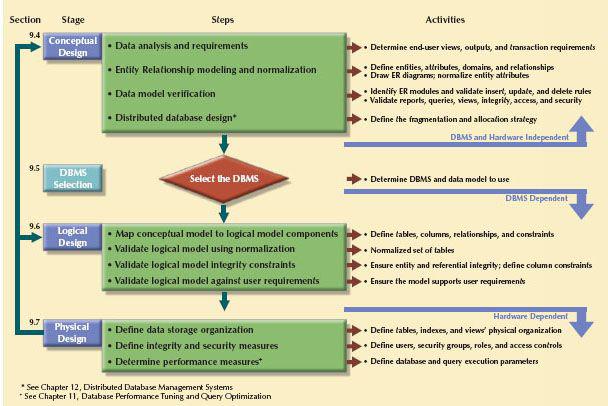 Section Stage Steps Activities
9.4 Conceptual Design
• Data analysis and requirements
• Determine end-user views, outputs, and transaction requirements
• Entity Relationship modeling and normalization
• Define entities, attributes, domains, and relationships
• Draw ER diagrams; normalize entity attributes
• Data model verification
• Identify ER modules and validate insert, update, and delete rules
• Validate reports, queries, views, integrity, access, and security
• Distributed database design*
• Define the fragmentation and allocation strategy
DBMS and Hardware Independent
9.5 DBMS Selection
Select the DBMS
• Determine DBMS and data model to use
DBMS Dependent
9.6 Logical Design
• Map conceptual model to logical model components
• Define tables, columns, relationships, and constraints
• Validate logical model using normalization
• Normalized set of tables
• Validate logical model integrity constraints
• Ensure entity and referential integrity; define column constraints
• Validate logical model against user requirements
• Ensure the model supports user requirements
Hardware Dependent
9.7 Physical Design
• Define data storage organization
• Define tables, indexes, and views' physical organization
• Define integrity and security measures
• Define users, security groups, roles, and access controls
• Determine performance measures+
• Define database and query execution parameters
* See Chapter 12, Distributed Database Management Systems
+ See Chapter 11, Database Performance Tuning and Query Optimization